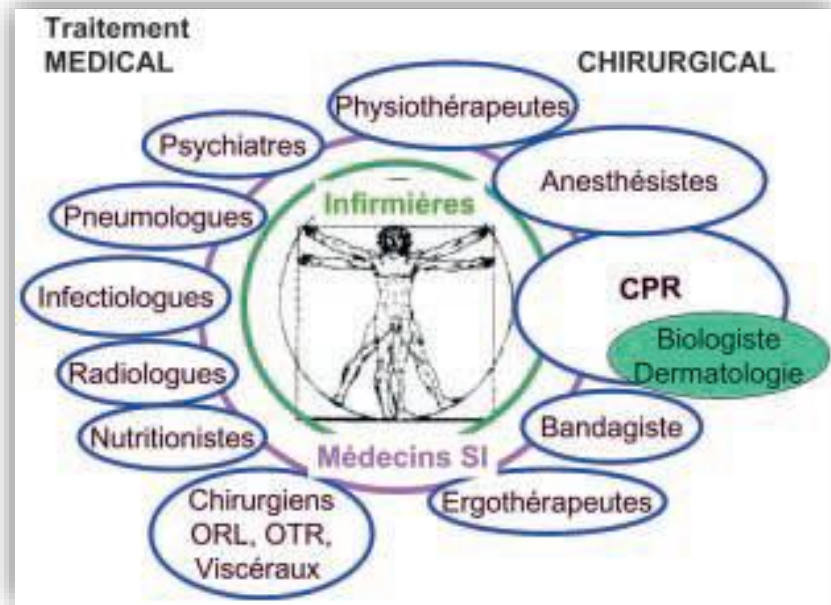 Traitement
MEDICAL
CHIRURGICAL
Physiothérapeutes
Psychiatres
Anesthésistes
Pneumologues
Infirmières
Infectiologues
CPR
Biologiste
Dermatologie
Radiologues
Nutritionistes
Bandagiste
Médecins SI
Chirurgiens
ORL, OTR,
Viscéraux
Ergothérapeutes